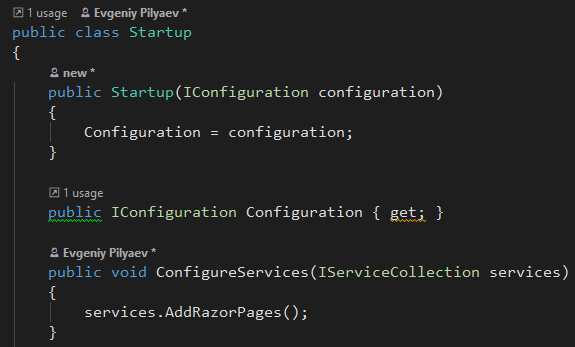 1 usage Evgeniy Pilyaev *
public class Startup
{
new *
public Startup(IConfiguration configuration)
{
Configuration = configuration;
}
1 usage
public IConfiguration Configuration { get; }
Evgeniy Pilyaev *
public void ConfigureServices(IServiceCollection services)
{
services.AddRazorPages();
}